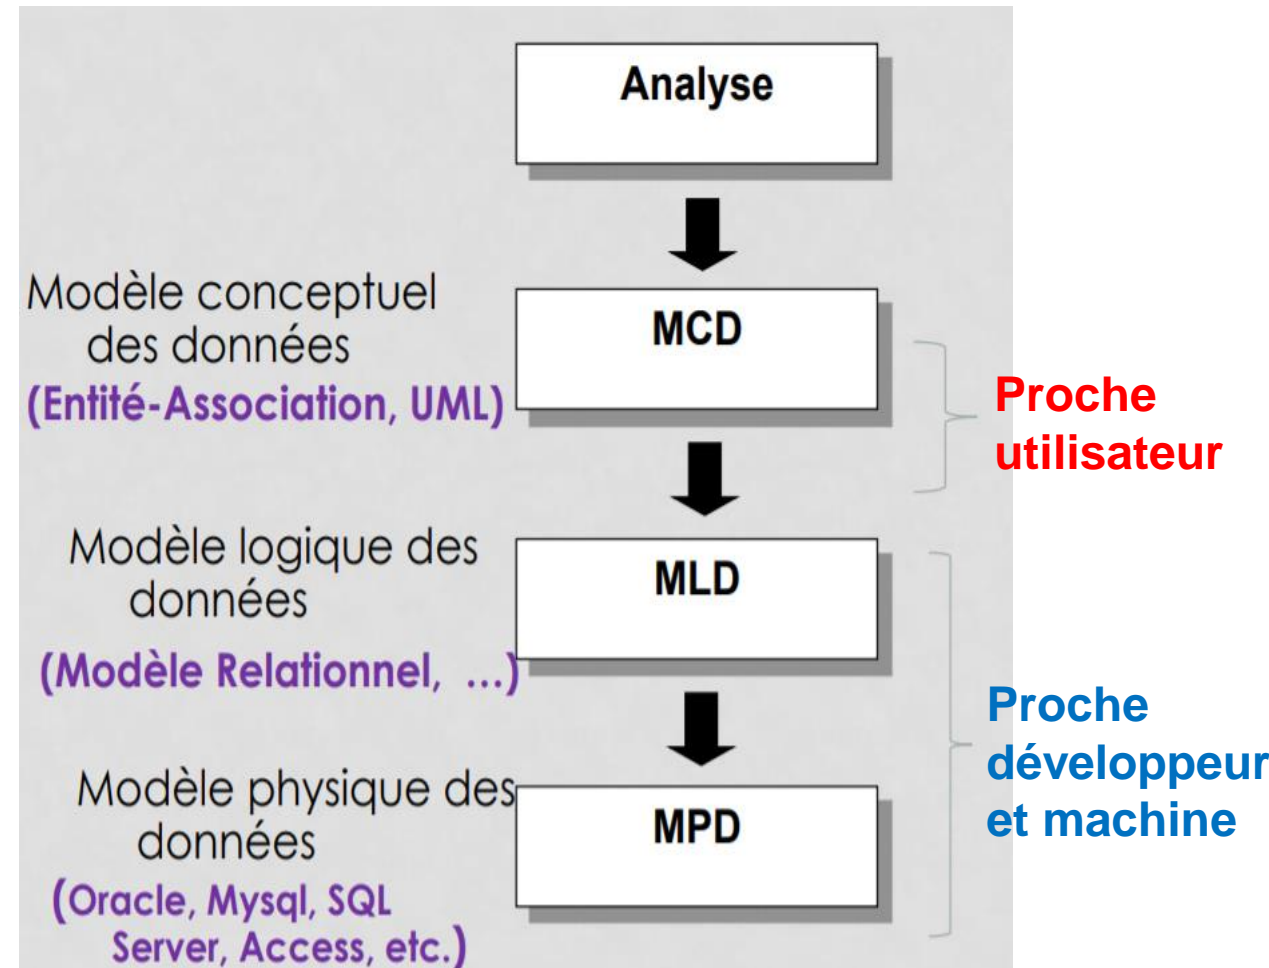 Analyse
Modèle conceptuel
des données
(Entité-Association, UML)
MCD
Proche
utilisateur
Modèle logique des
données
(Modèle Relationnel, ...)
MLD
Proche
développeur
et machine
Modèle physique des
données
(Oracle, Mysql, SQL
Server, Access, etc.)
MPD